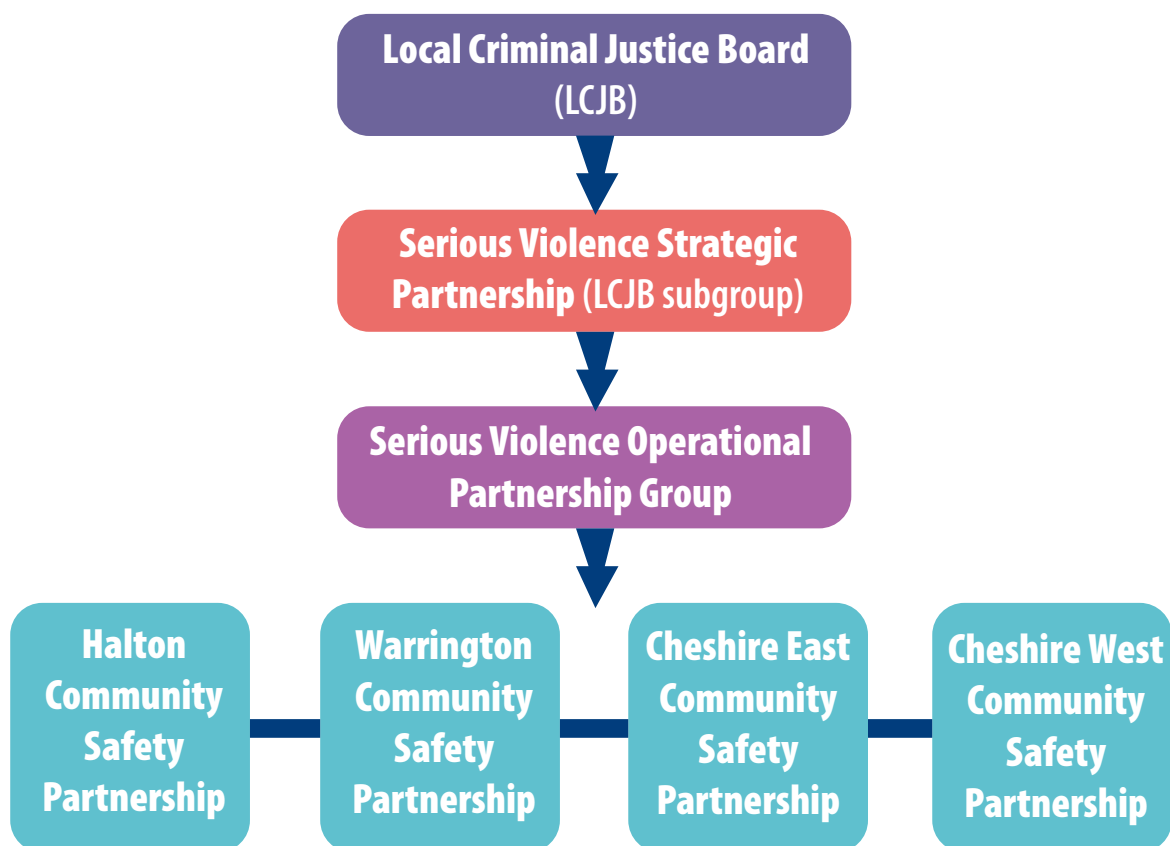 Local Criminal Justice Board
(LCJB)
Serious Violence Strategic
Partnership (LCJB subgroup)
Serious Violence Operational
Partnership Group
Halton
Community
Safety
Partnership
Warrington
Community
Safety
Partnership
Cheshire East
Community
Safety
Partnership
Cheshire West
Community
Safety
Partnership